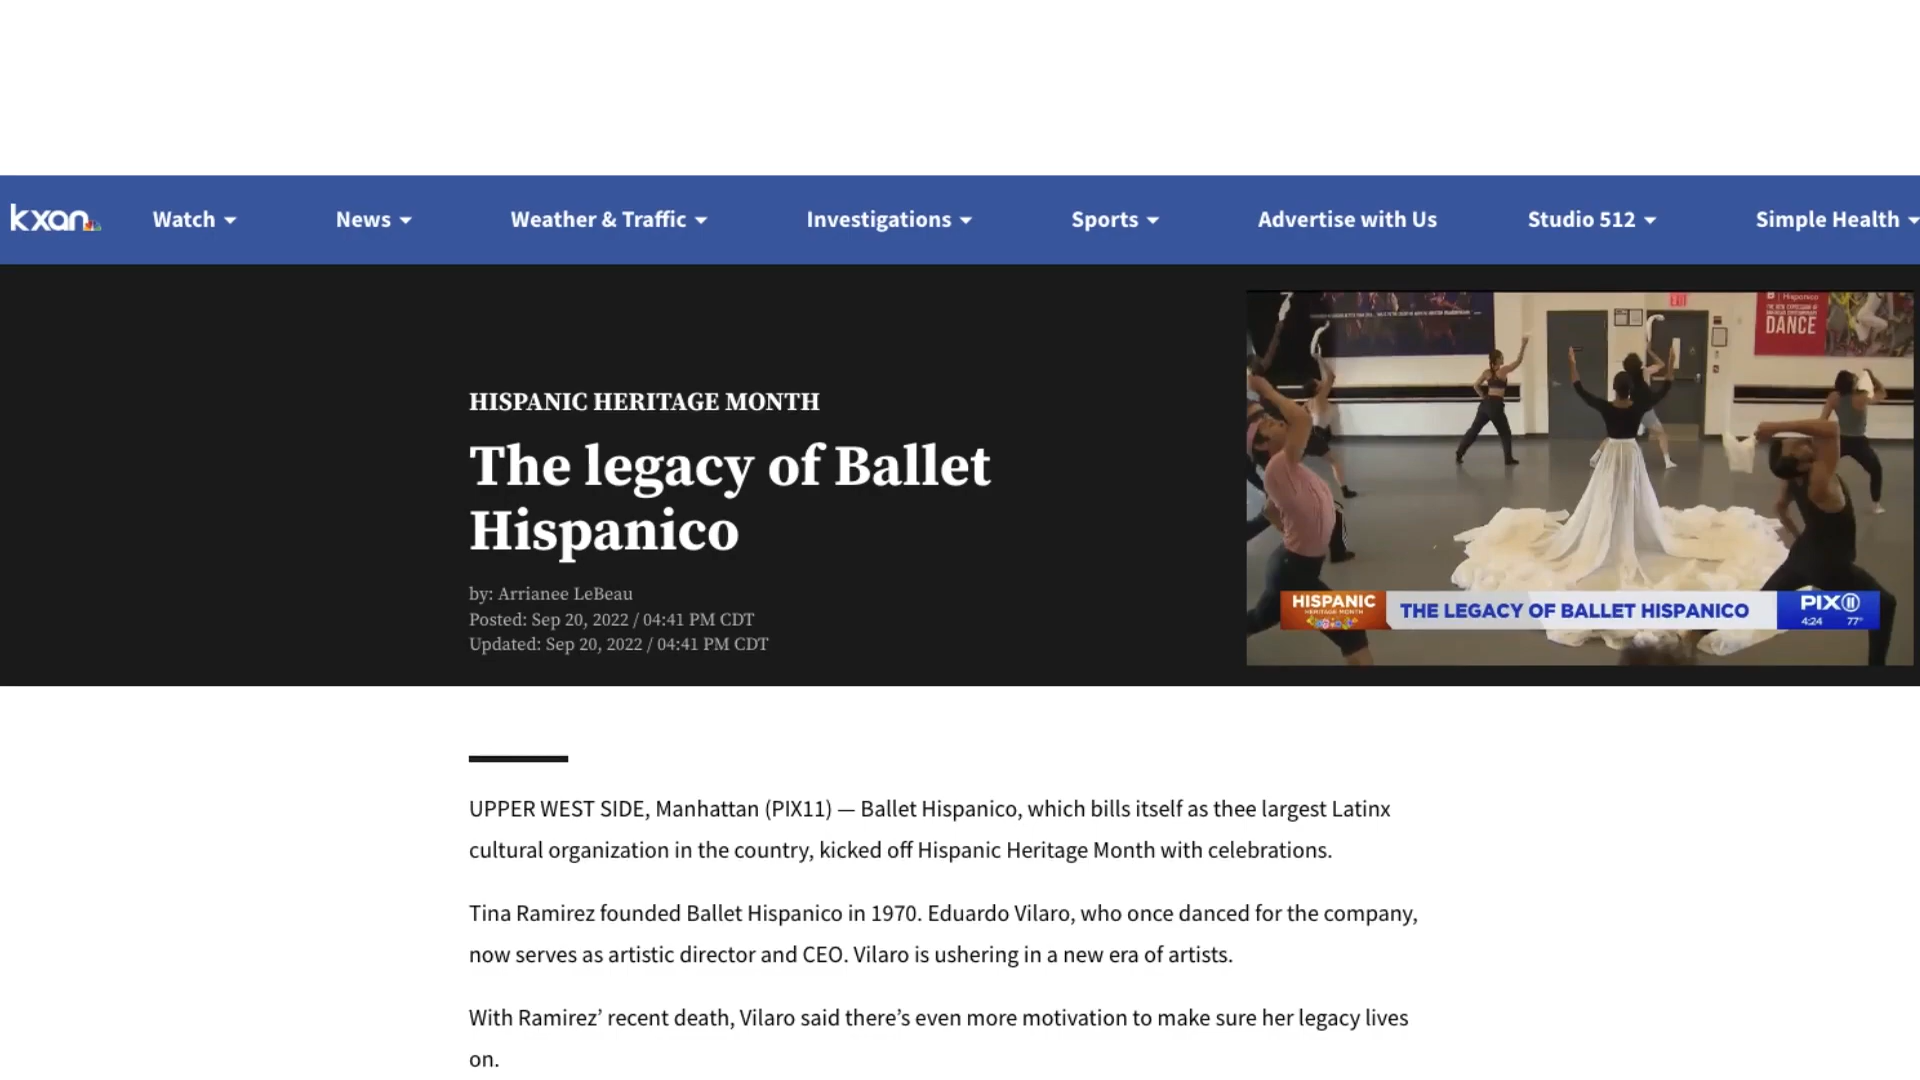 kxan
Watch
News
Weather & Traffic
Investigations
Sports
Advertise with Us
Studio 512
Simple Health
HISPANIC HERITAGE MONTH
The legacy of Ballet
Hispanico
by: Arrianee LeBeau
Posted: Sep 20, 2022 / 04:41 PM CDT
Updated: Sep 20, 2022 / 04:41 PM CDT
EXIT
Hispanico
DANCE
HISPANIC
HERITAGE MONTH
THE LEGACY OF BALLET HISPANICO
PIX11
4:24 77°
UPPER WEST SIDE, Manhattan (PIX11) — Ballet Hispanico, which bills itself as thee largest Latinx
cultural organization in the country, kicked off Hispanic Heritage Month with celebrations.
Tina Ramirez founded Ballet Hispanico in 1970. Eduardo Vilaro, who once danced for the company,
now serves as artistic director and CEO. Vilaro is ushering in a new era of artists.
With Ramirez’ recent death, Vilaro said there’s even more motivation to make sure her legacy lives
on.